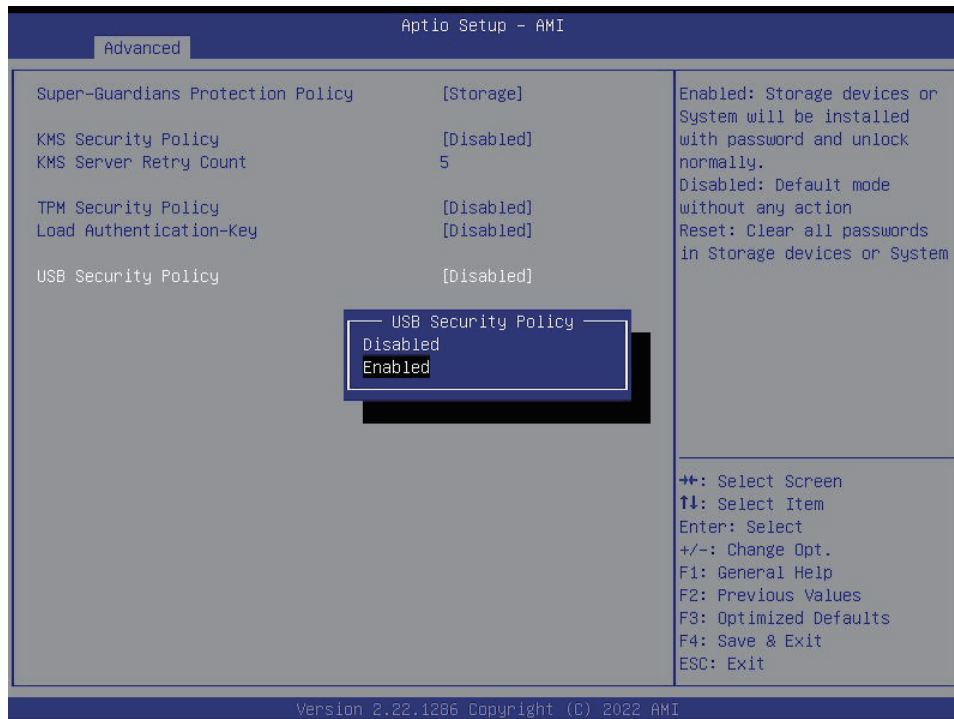 Aptio Setup – AMI
Advanced
Super-Guardians Protection Policy [Storage]
KMS Security Policy [Disabled]
KMS Server Retry Count 5
TPM Security Policy [Disabled]
Load Authentication-Key [Disabled]
USB Security Policy [Disabled]
USB Security Policy
Disabled
Enabled
Enabled: Storage devices or
System will be installed
with password and unlock
normally.
Disabled: Default mode
without any action
Reset: Clear all passwords
in Storage devices or System
→←: Select Screen
↑↓: Select Item
Enter: Select
+/-: Change Opt.
F1: General Help
F2: Previous Values
F3: Optimized Defaults
F4: Save & Exit
ESC: Exit
Version 2.22.1286 Copyright (C) 2022 AMI